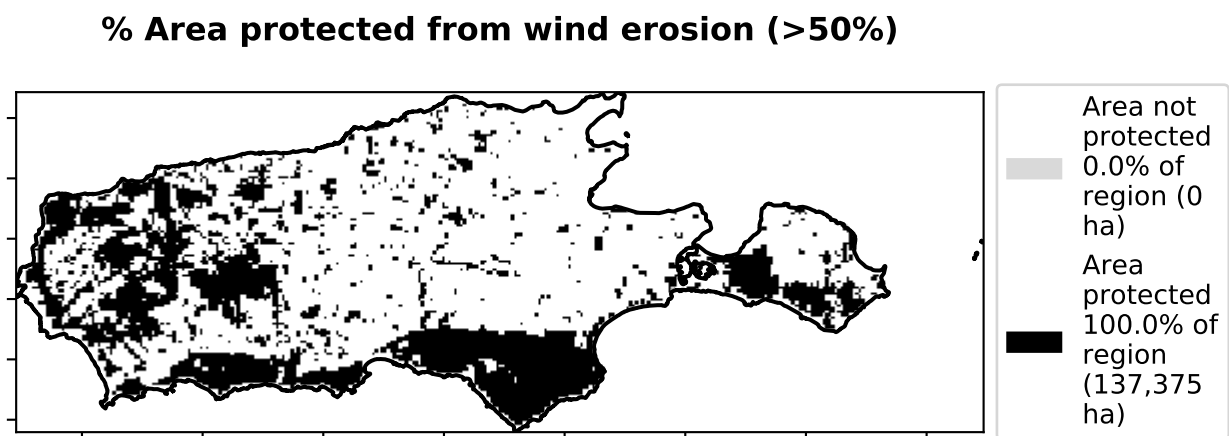 % Area protected from wind erosion (>50%)
Area not
protected
0.0% of
region (0
ha)
Area
protected
100.0% of
region
(137,375
ha)